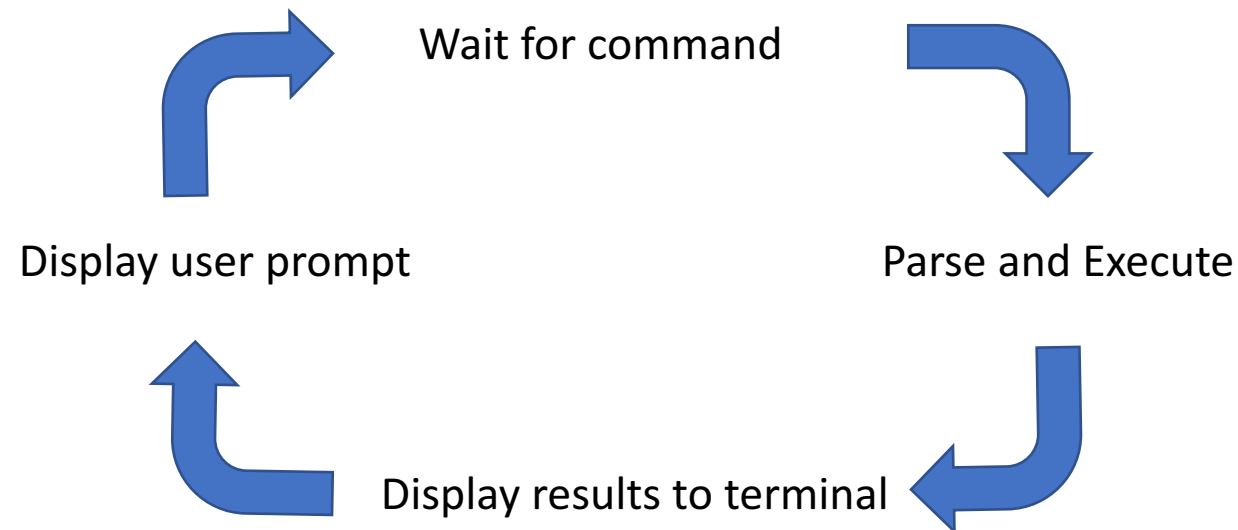 Wait for command
Display user prompt
Parse and Execute
Display results to terminal